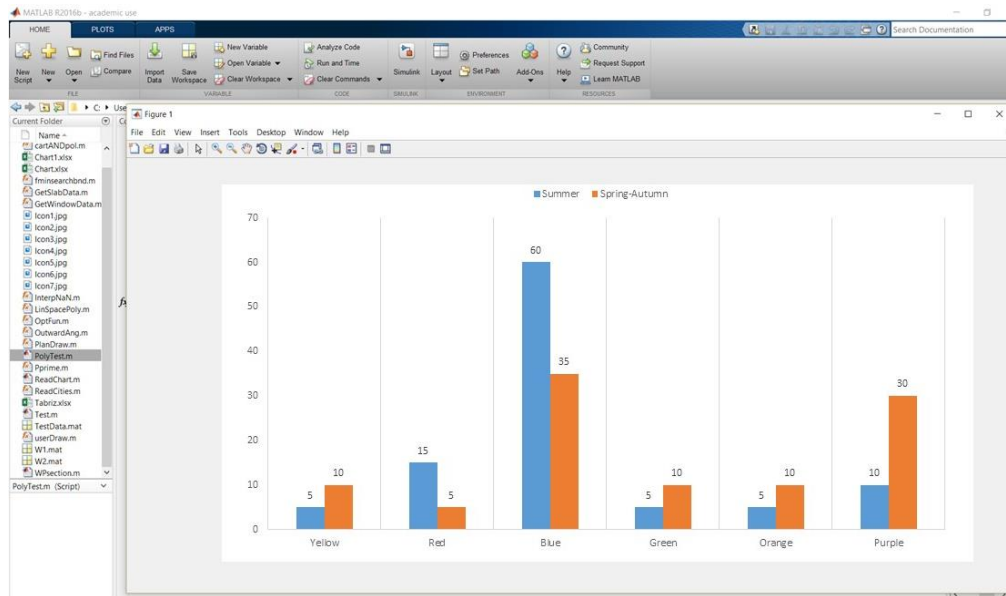 MATLAB R2016b - academic use
HOME PLOTS APPS
Search Documentation
New Script
New
Open
Find Files
Compare
Import Data
Save Workspace
New Variable
Open Variable
Clear Workspace
Analyze Code
Run and Time
Clear Commands
Simulink
Layout
Preferences
Set Path
Add-Ons
Help
Community
Request Support
Learn MATLAB
FILE VARIABLE CODE SIMULINK ENVIRONMENT RESOURCES
C: Use
Current Folder
Name
cartANDpol.m
Chart1.xlsx
Chart.xlsx
fminsearchbnd.m
GetSlabData.m
GetWindowData.m
Icon1.jpg
Icon2.jpg
Icon3.jpg
Icon4.jpg
Icon5.jpg
Icon6.jpg
Icon7.jpg
InterpNaN.m
LinSpacePoly.m
OptFun.m
OutwardAng.m
PlanDraw.m
PolyTest.m
Pprime.m
ReadChart.m
ReadCities.m
Tabriz.xlsx
Test.m
TestData.mat
userDraw.m
W1.mat
W2.mat
WPsection.m
PolyTest.m (Script)
fx
Figure 1
File Edit View Insert Tools Desktop Window Help
Summer Spring-Autumn
70
60
50
40
30
20
10
0
5 10 15 5 60 35 5 10 5 10 10 30
Yellow Red Blue Green Orange Purple